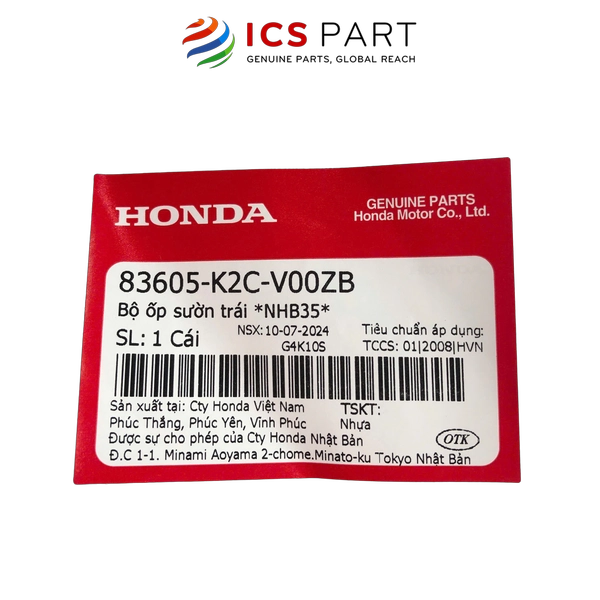 ICS PART
GENUINE PARTS, GLOBAL REACH
HONDA
GENUINE PARTS
Honda Motor Co., Ltd.
83605-K2C-V00ZB
Bộ ốp sườn trái *NHB35*
SL: 1 Cái
NSX: 10-07-2024
G4K10S
Tiêu chuẩn áp dụng:
TCCS: 01|2008|HVN
Sản xuất tại: Cty Honda Việt Nam
Phúc Thắng, Phúc Yên, Vĩnh Phúc
Được sự cho phép của Cty Honda Nhật Bản
Đ.C 1-1. Minami Aoyama 2-chome.Minato-ku Tokyo Nhật Bản
TSKT:
Nhựa
OTK